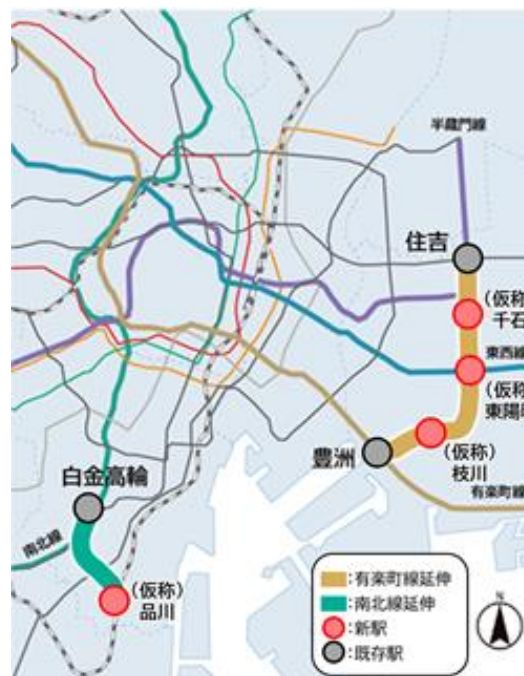 半蔵門線
住吉
(仮称
千石
東西線
(仮称
東陽
豊洲
(仮称)
枝川
有楽町
白金高輪
南北線
(仮称)
品川
:有楽町線延伸
:南北線延伸
:新駅
:既存駅
N